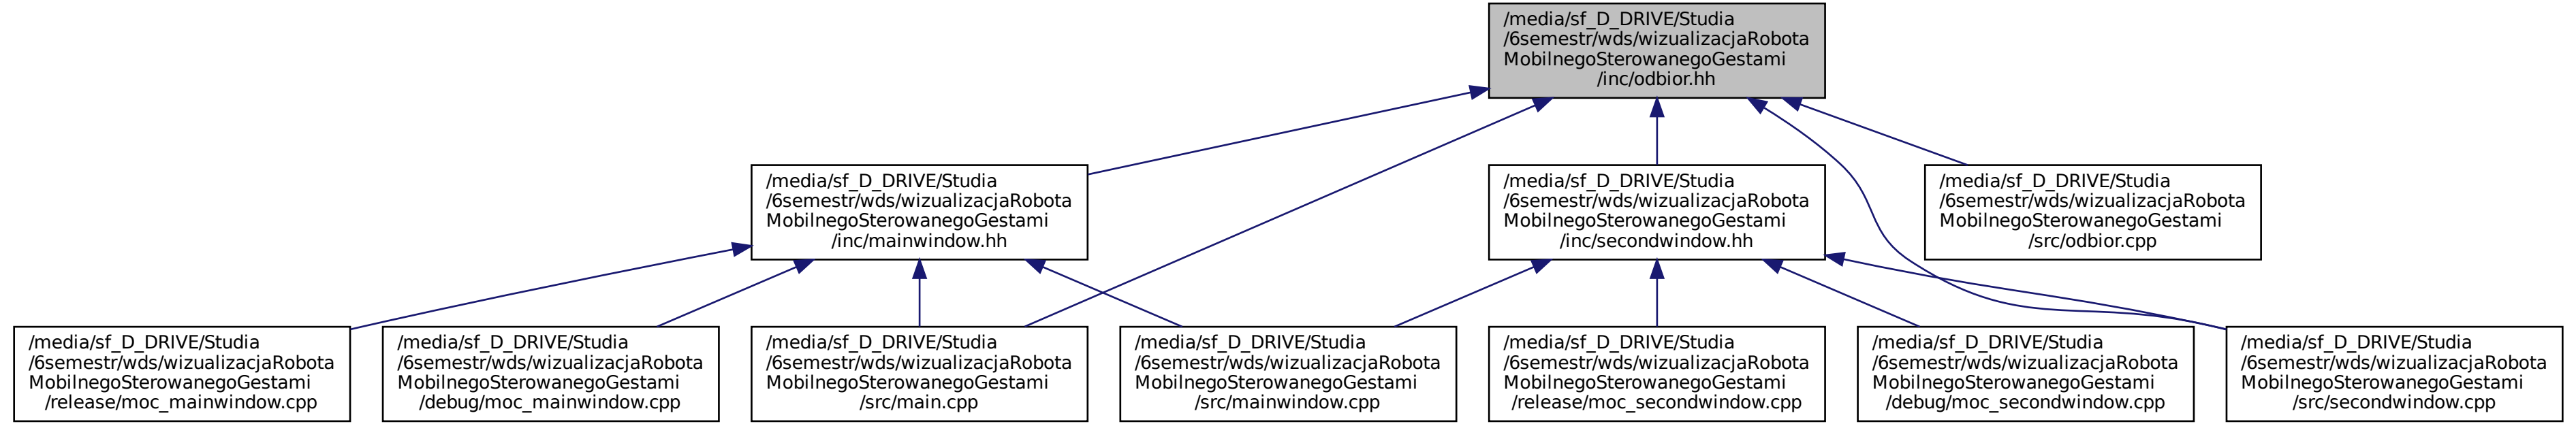 /media/sf_D_DRIVE/Studia
/6semestr/wds/wizualizacjaRobota
MobilnegoSterowanegoGestami
/inc/odbior.hh
/media/sf_D_DRIVE/Studia
/6semestr/wds/wizualizacjaRobota
MobilnegoSterowanegoGestami
/inc/mainwindow.hh
/media/sf_D_DRIVE/Studia
/6semestr/wds/wizualizacjaRobota
MobilnegoSterowanegoGestami
/inc/secondwindow.hh
/media/sf_D_DRIVE/Studia
/6semestr/wds/wizualizacjaRobota
MobilnegoSterowanegoGestami
/src/odbior.cpp
/media/sf_D_DRIVE/Studia
/6semestr/wds/wizualizacjaRobota
MobilnegoSterowanegoGestami
/release/moc_mainwindow.cpp
/media/sf_D_DRIVE/Studia
/6semestr/wds/wizualizacjaRobota
MobilnegoSterowanegoGestami
/debug/moc_mainwindow.cpp
/media/sf_D_DRIVE/Studia
/6semestr/wds/wizualizacjaRobota
MobilnegoSterowanegoGestami
/src/main.cpp
/media/sf_D_DRIVE/Studia
/6semestr/wds/wizualizacjaRobota
MobilnegoSterowanegoGestami
/src/mainwindow.cpp
/media/sf_D_DRIVE/Studia
/6semestr/wds/wizualizacjaRobota
MobilnegoSterowanegoGestami
/release/moc_secondwindow.cpp
/media/sf_D_DRIVE/Studia
/6semestr/wds/wizualizacjaRobota
MobilnegoSterowanegoGestami
/debug/moc_secondwindow.cpp
/media/sf_D_DRIVE/Studia
/6semestr/wds/wizualizacjaRobota
MobilnegoSterowanegoGestami
/src/secondwindow.cpp